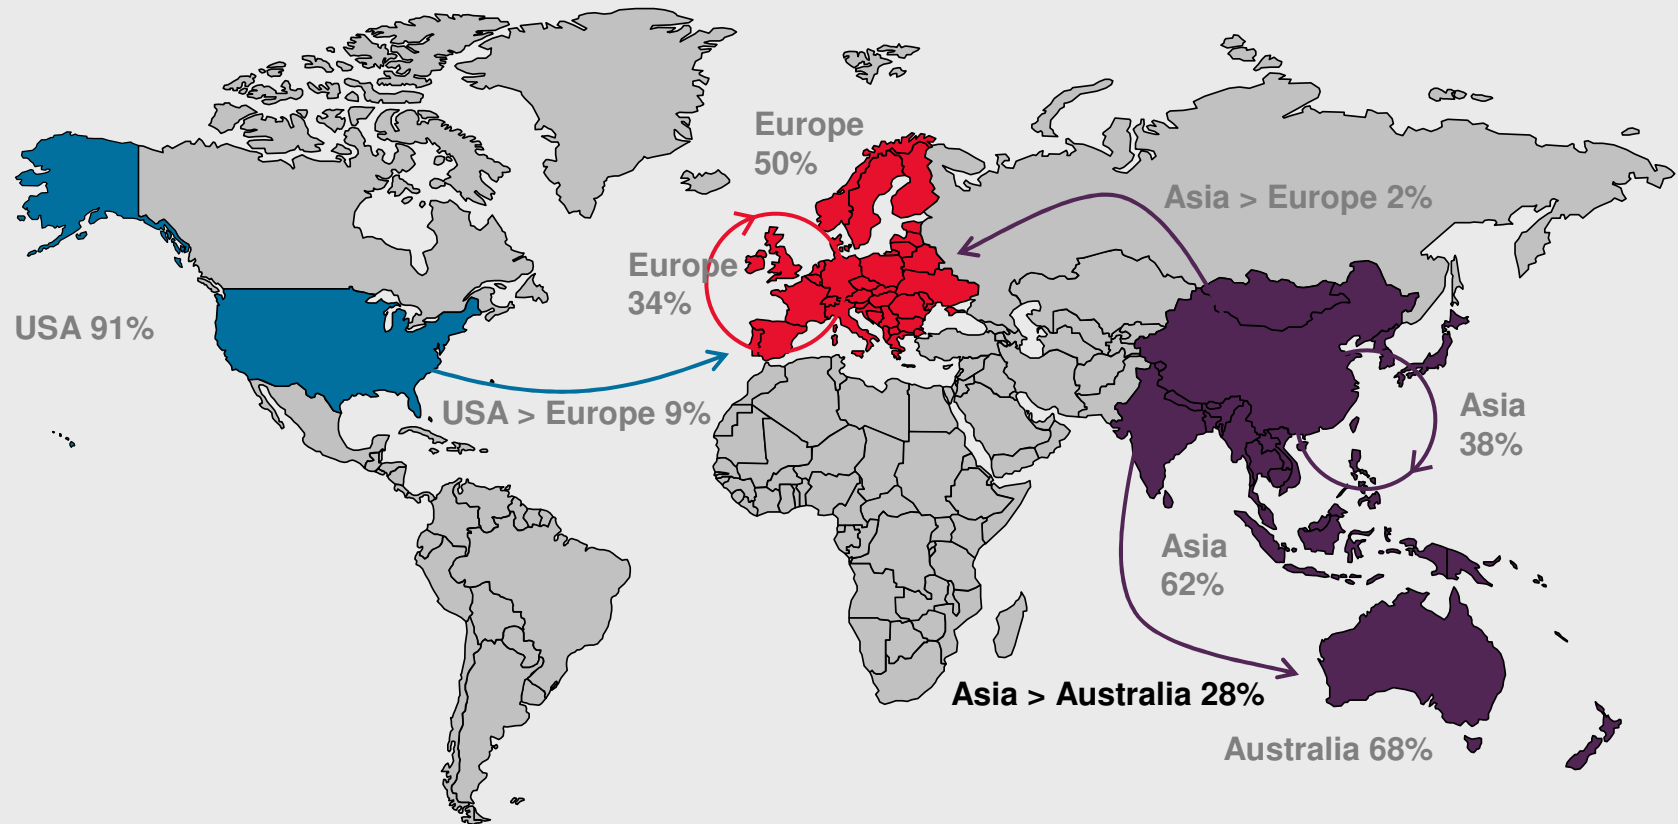 Europe
50%
Asia > Europe 2%
Europe
34%
USA 91%
USA > Europe 9%
Asia
38%
Asia
62%
Asia > Australia 28%
Australia 68%